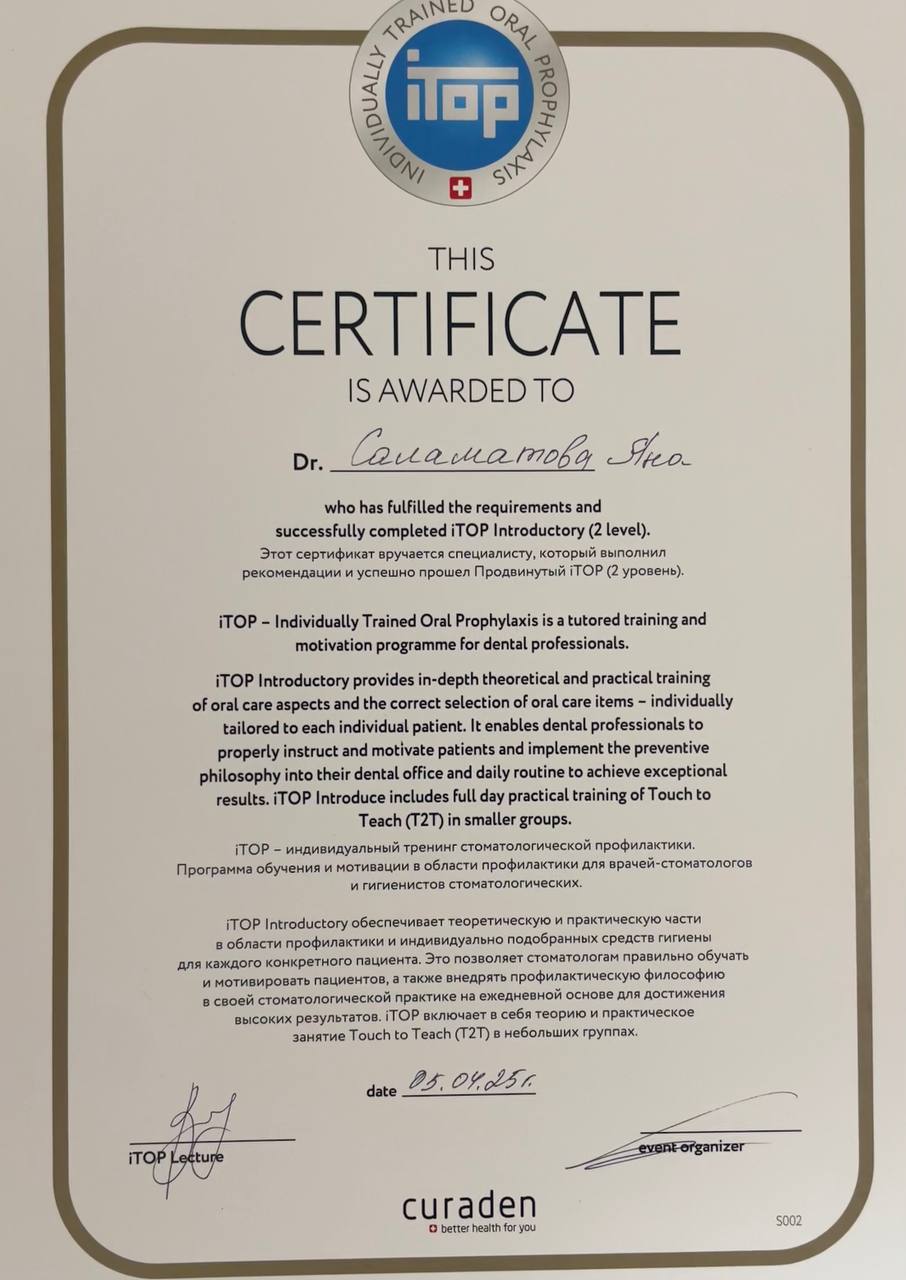 INDIVIDUALLY TRAINED ORAL PROPHYLAXIS
iTop
THIS
CERTIFICATE
IS AWARDED TO
Dr. Саламатова Яна
who has fulfilled the requirements and
successfully completed iTOP Introductory (2 level).
Этот сертификат вручается специалисту, который выполнил
рекомендации и успешно прошел Продвинутый iTOP (2 уровень).
iTOP – Individually Trained Oral Prophylaxis is a tutored training and
motivation programme for dental professionals.
iTOP Introductory provides in-depth theoretical and practical training
of oral care aspects and the correct selection of oral care items – individually
tailored to each individual patient. It enables dental professionals to
properly instruct and motivate patients and implement the preventive
philosophy into their dental office and daily routine to achieve exceptional
results. iTOP Introduce includes full day practical training of Touch to
Teach (T2T) in smaller groups.
iTOP – индивидуальный тренинг стоматологической профилактики.
Программа обучения и мотивации в области профилактики для врачей-стоматологов
и гигиенистов стоматологических.
iTOP Introductory обеспечивает теоретическую и практическую части
в области профилактики и индивидуально подобранных средств гигиены
для каждого конкретного пациента. Это позволяет стоматологам правильно обучать
и мотивировать пациентов, а также внедрять профилактическую философию
в своей стоматологической практике на ежедневной основе для достижения
высоких результатов. iTOP включает в себя теорию и практическое
занятие Touch to Teach (T2T) в небольших группах.
date 05.04.25г.
iTOP Lecture
event organizer
curaden
better health for you
S002